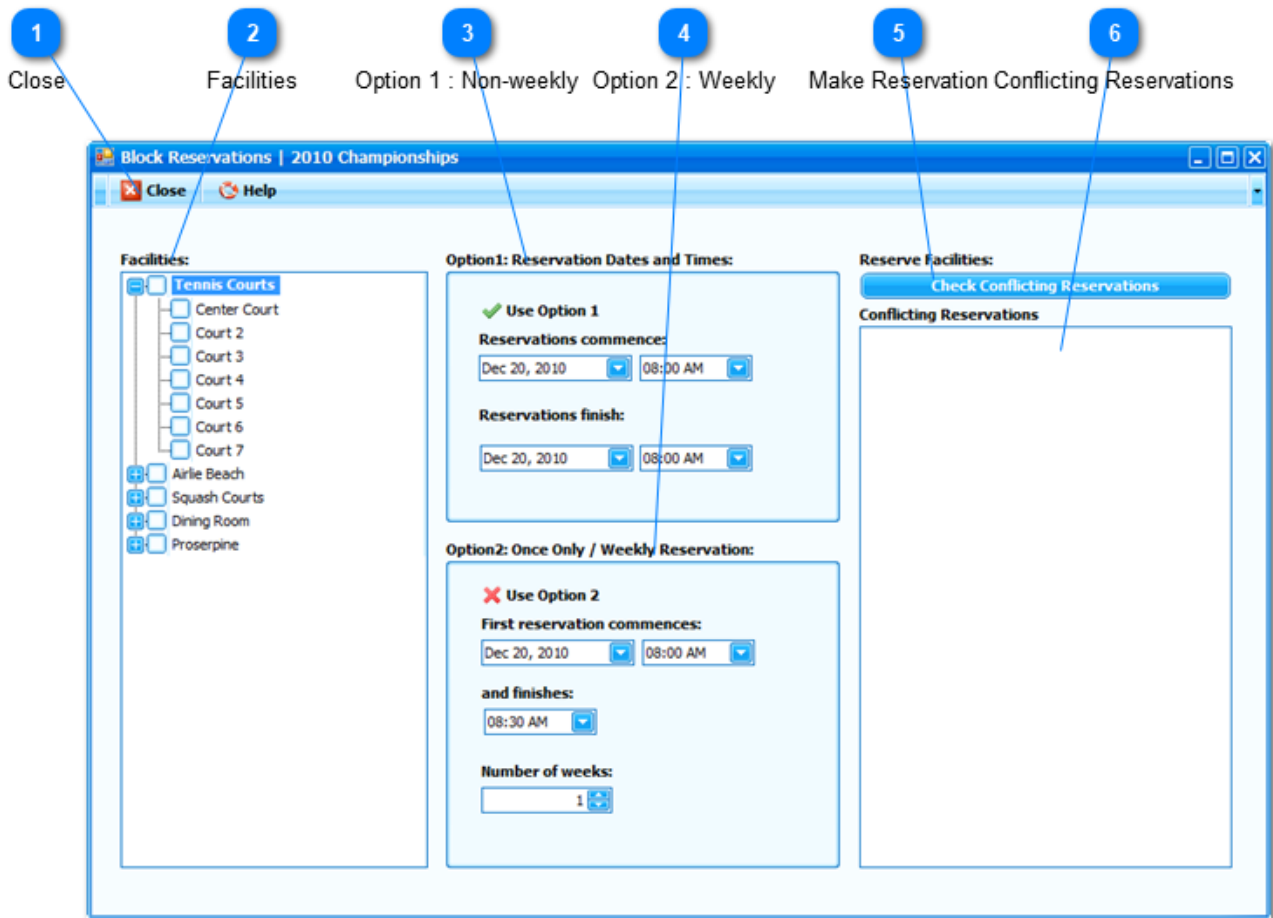 1 2 3 4 5 6
Close Facilities Option 1 : Non-weekly Option 2 : Weekly Make Reservation Conflicting Reservations
Block Reservations | 2010 Championships
Close Help
Facilities:
Tennis Courts
Center Court
Court 2
Court 3
Court 4
Court 5
Court 6
Court 7
Airlie Beach
Squash Courts
Dining Room
Proserpine
Option1: Reservation Dates and Times:
Use Option 1
Reservations commence:
Dec 20, 2010 08:00 AM
Reservations finish:
Dec 20, 2010 08:00 AM
Option2: Once Only / Weekly Reservation:
Use Option 2
First reservation commences:
Dec 20, 2010 08:00 AM
and finishes:
08:30 AM
Number of weeks:
1
Reserve Facilities:
Check Conflicting Reservations
Conflicting Reservations